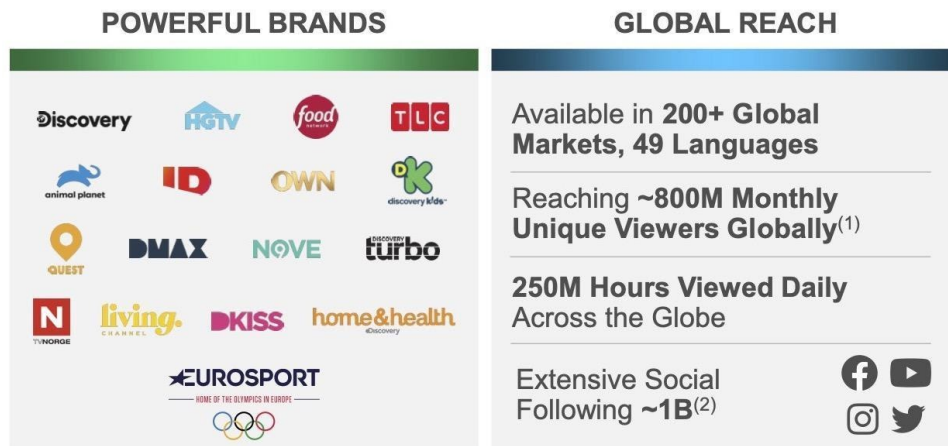 POWERFUL BRANDS
Discovery
HGTV
food
network
TLC
animal planet
ID
OWN
DK
discovery kids
QUEST
DMAX
NOVE
DISCOVERY
turbo
N
TVNORGE
living.
CHANNEL
DKISS
home&health
Discovery
EUROSPORT
HOME OF THE OLYMPICS IN EUROPE
GLOBAL REACH
Available in 200+ Global
Markets, 49 Languages
Reaching ~800M Monthly
Unique Viewers Globally(1)
250M Hours Viewed Daily
Across the Globe
Extensive Social
Following ~1B(2)